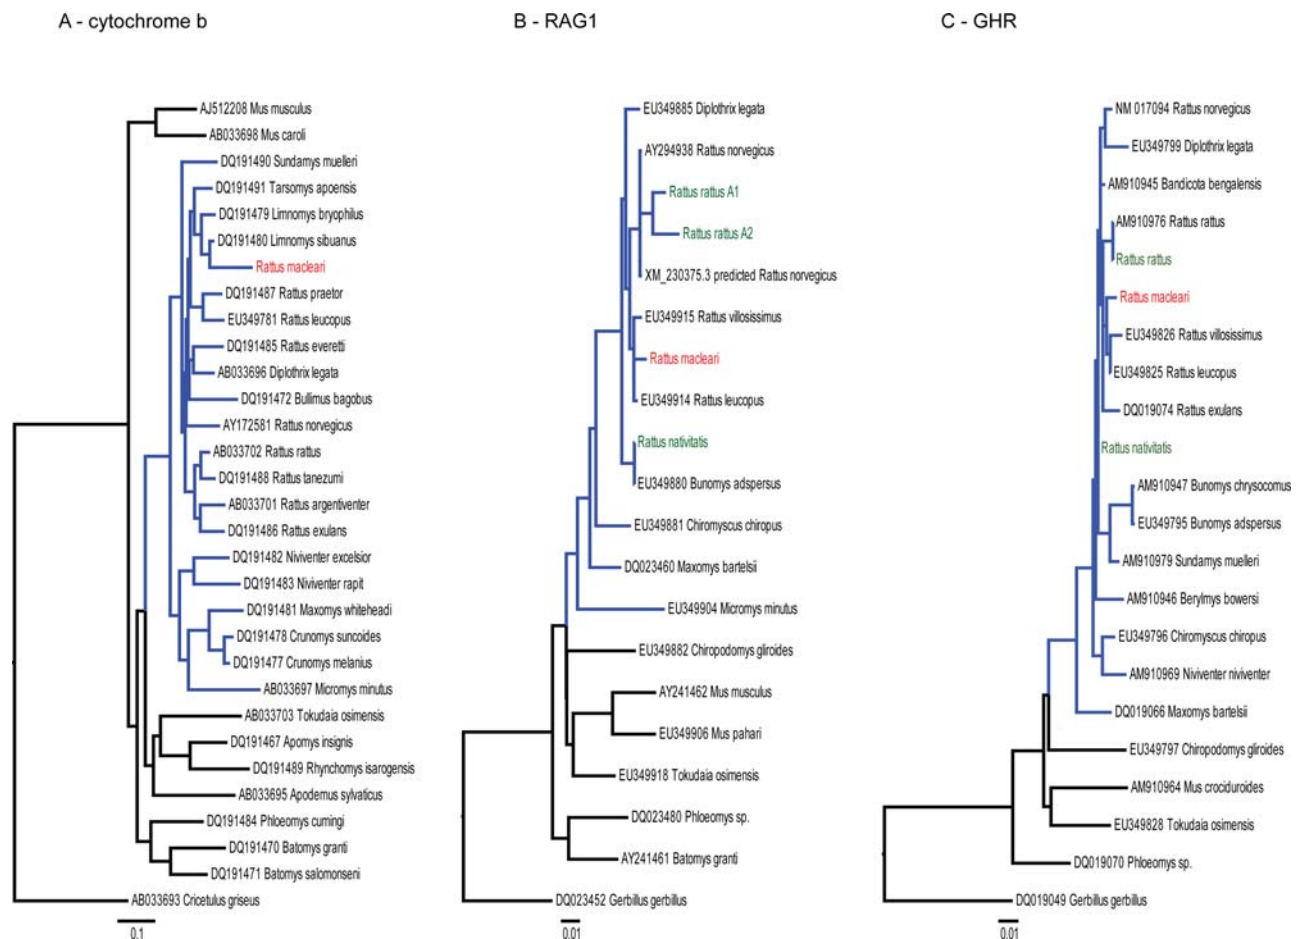 A - cytochrome b
AJ512208 Mus musculus
AB033698 Mus caroli
DQ191490 Sundamys muelleri
DQ191491 Tarsomys apoensis
DQ191479 Limnomys bryophilus
DQ191480 Limnomys sibuanus
Rattus macleari
DQ191487 Rattus praetor
EU349781 Rattus leucopus
DQ191485 Rattus everetti
AB033696 Diplothrix legata
DQ191472 Bullimus bagobus
AY172581 Rattus norvegicus
AB033702 Rattus rattus
DQ191488 Rattus tanezumi
AB033701 Rattus argentiventer
DQ191486 Rattus exulans
DQ191482 Niviventer excelsior
DQ191483 Niviventer rapit
DQ191481 Maxomys whiteheadi
DQ191478 Crunomys suncoides
DQ191477 Crunomys melanius
AB033697 Micromys minutus
AB033703 Tokudaia osimensis
DQ191467 Apomys insignis
DQ191489 Rhynchomys isarogensis
AB033695 Apodemus sylvaticus
DQ191484 Phloeomys cumingi
DQ191470 Batomys granti
DQ191471 Batomys salomonseni
AB033693 Cricetulus griseus
0.1
B - RAG1
EU349885 Diplothrix legata
AY294938 Rattus norvegicus
Rattus rattus A1
Rattus rattus A2
XM_230375.3 predicted Rattus norvegicus
EU349915 Rattus villosissimus
Rattus macleari
EU349914 Rattus leucopus
Rattus nativitatis
EU349880 Bunomys adspersus
EU349881 Chiromyscus chiropus
DQ023460 Maxomys bartelsii
EU349904 Micromys minutus
EU349882 Chiropodomys gliroides
AY241462 Mus musculus
EU349906 Mus pahari
EU349918 Tokudaia osimensis
DQ023480 Phloeomys sp.
AY241461 Batomys granti
DQ023452 Gerbillus gerbillus
0.01
C - GHR
NM 017094 Rattus norvegicus
EU349799 Diplothrix legata
AM910945 Bandicota bengalensis
AM910976 Rattus rattus
Rattus rattus
Rattus macleari
EU349826 Rattus villosissimus
EU349825 Rattus leucopus
DQ019074 Rattus exulans
Rattus nativitatis
AM910947 Bunomys chrysocomus
EU349795 Bunomys adspersus
AM910979 Sundamys muelleri
AM910946 Berylmys bowersi
EU349796 Chiromyscus chiropus
AM910969 Niviventer niviventer
DQ019066 Maxomys bartelsii
EU349797 Chiropodomys gliroides
AM910964 Mus crociduroides
EU349828 Tokudaia osimensis
DQ019070 Phloeomys sp.
DQ019049 Gerbillus gerbillus
0.01